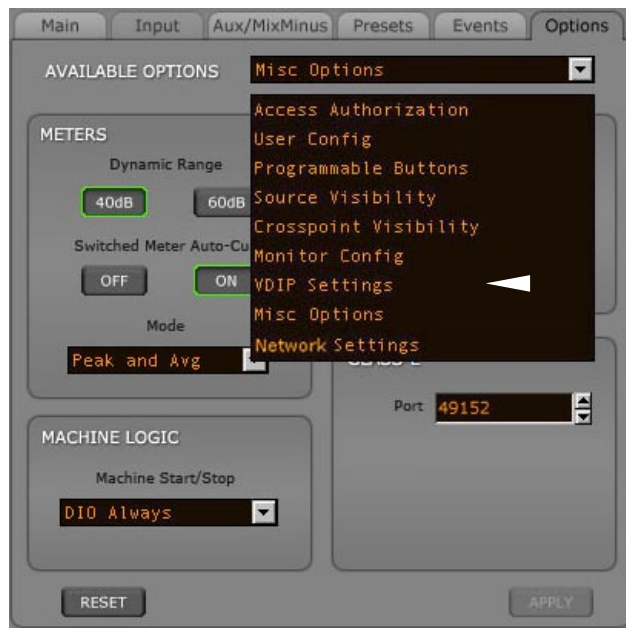 Main Input Aux/MixMinus Presets Events Options
AVAILABLE OPTIONS Misc Options
Access Authorization
User Config
Programmable Buttons
Source Visibility
Crosspoint Visibility
Monitor Config
VDIP Settings
Misc Options
Network Settings
METERS
Dynamic Range
40dB 60dB
Switched Meter
OFF ON
Mode
Peak and Avg
Port 49152
MACHINE LOGIC
Machine Start/Stop
DIO Always
RESET APPLY